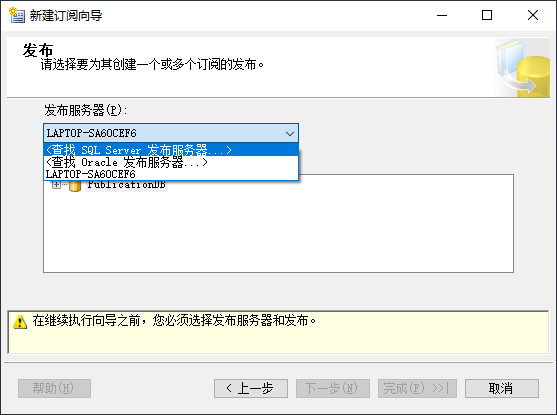 新建订阅向导
发布
请选择要为其创建一个或多个订阅的发布。
发布服务器(P):
LAPTOP-SA6OCEF6
<查找 SQL Server 发布服务器...>
<查找 Oracle 发布服务器...>
LAPTOP-SA6OCEF6
PublicationDB
在继续执行向导之前，您必须选择发布服务器和发布。
帮助(H)
< 上一步
下一步(N)
完成(F) >>|
取消